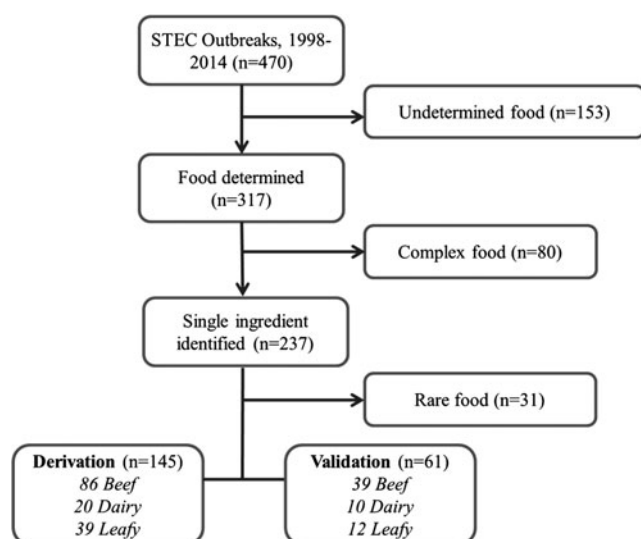 STEC Outbreaks, 1998-
2014 (n=470)
Undetermined food (n=153)
Food determined
(n=317)
Complex food (n=80)
Single ingredient
identified (n=237)
Rare food (n=31)
Derivation (n=145)
86 Beef
20 Dairy
39 Leafy
Validation (n=61)
39 Beef
10 Dairy
12 Leafy